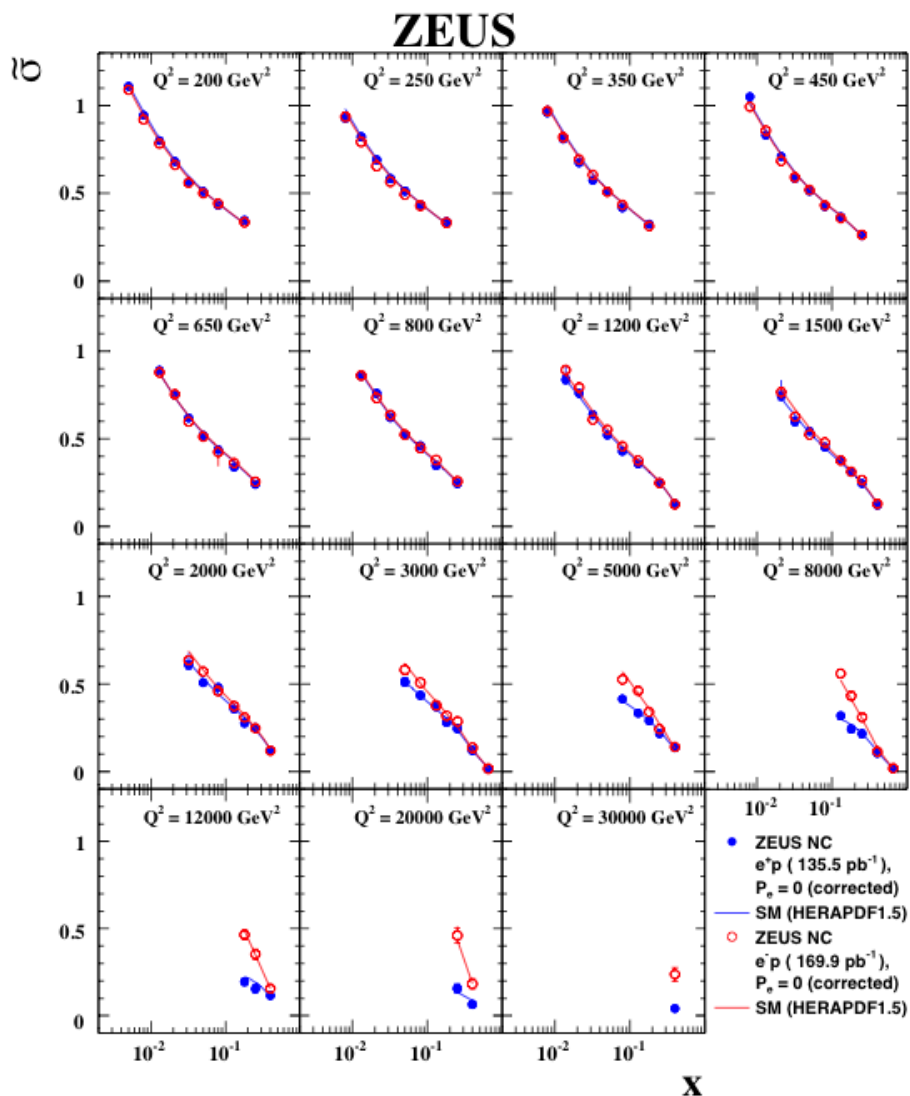 ZEUS
σ̃
Q² = 200 GeV²
Q² = 250 GeV²
Q² = 350 GeV²
Q² = 450 GeV²
1
0.5
0
Q² = 650 GeV²
Q² = 800 GeV²
Q² = 1200 GeV²
Q² = 1500 GeV²
1
0.5
0
Q² = 2000 GeV²
Q² = 3000 GeV²
Q² = 5000 GeV²
Q² = 8000 GeV²
1
0.5
0
10⁻² 10⁻¹
Q² = 12000 GeV²
Q² = 20000 GeV²
Q² = 30000 GeV²
1
0.5
0
10⁻² 10⁻¹
10⁻² 10⁻¹
10⁻² 10⁻¹
ZEUS NC
e⁺p ( 135.5 pb⁻¹),
Pₑ = 0 (corrected)
SM (HERAPDF1.5)
ZEUS NC
e⁻p ( 169.9 pb⁻¹),
Pₑ = 0 (corrected)
SM (HERAPDF1.5)
x